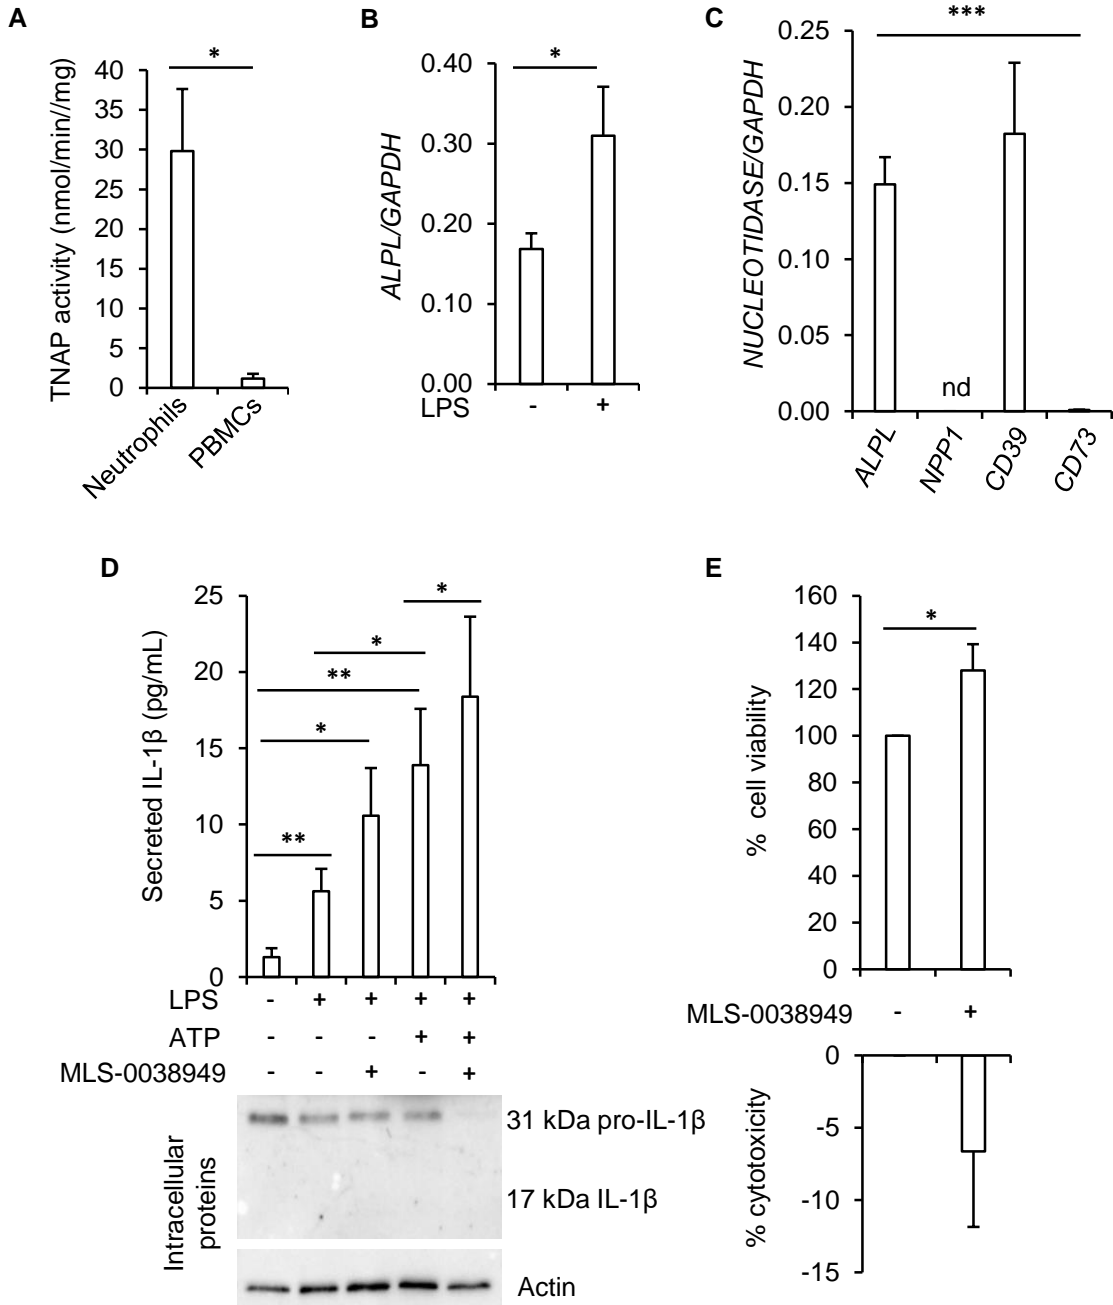 A
*
TNAP activity (nmol/min//mg)
40
35
30
25
20
15
10
5
0
Neutrophils
PBMCs
B
*
ALPL/GAPDH
0.40
0.30
0.20
0.10
0.00
LPS - +
C
***
NUCLEOTIDASE/GAPDH
0.25
0.20
0.15
0.10
0.05
0.00
nd
ALPL
NPP1
CD39
CD73
D
Secreted IL-1β (pg/mL)
25
20
15
10
5
0
*
*
**
*
**
LPS - + + + +
ATP - - - + +
MLS-0038949 - - + - +
Intracellular
proteins
31 kDa pro-IL-1β
17 kDa IL-1β
Actin
E
% cell viability
160
140
120
100
80
60
40
20
0
*
MLS-0038949 - +
% cytotoxicity
0
-5
-10
-15